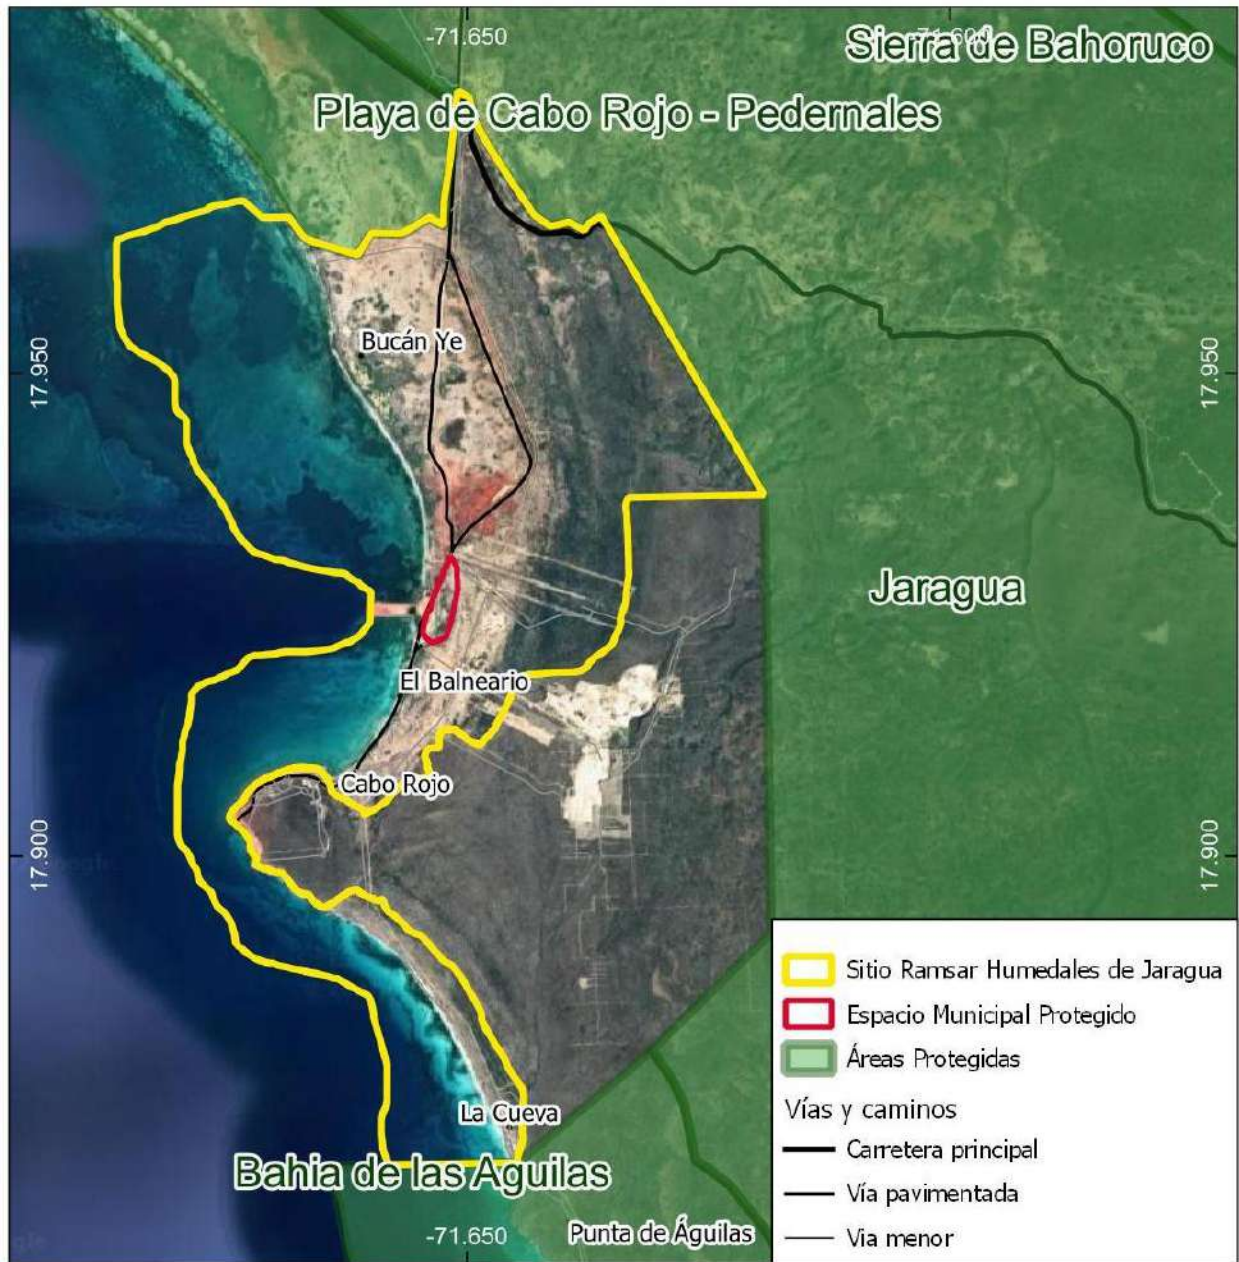 -71.650
-71.600
Sierra de Bahoruco
Playa de Cabo Rojo - Pedernales
Bucán Ye
17.950
17.950
Jaragua
El Balneario
Cabo Rojo
17.900
17.900
Sitio Ramsar Humedales de Jaragua
Espacio Municipal Protegido
Áreas Protegidas
Vías y caminos
Carretera principal
Vía pavimentada
Via menor
La Cueva
Bahia de las Aguilas
-71.650
Punta de Águilas